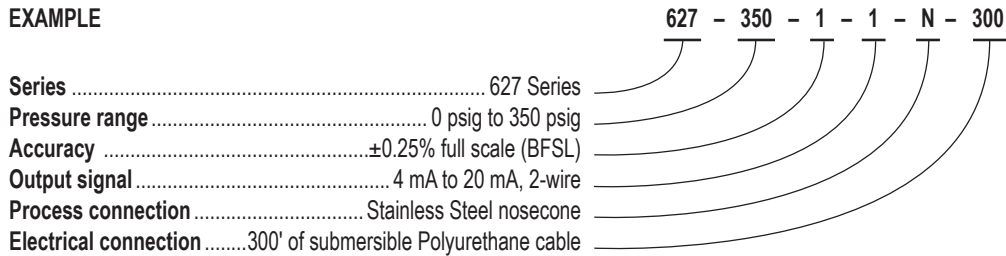 EXAMPLE 627 – 350 – 1 – 1 – N – 300
Series ................................................................ 627 Series
Pressure range ............................................ 0 psig to 350 psig
Accuracy ..........................................±0.25% full scale (BFSL)
Output signal ........................................ 4 mA to 20 mA, 2-wire
Process connection ........................... Stainless Steel nosecone
Electrical connection ........300' of submersible Polyurethane cable